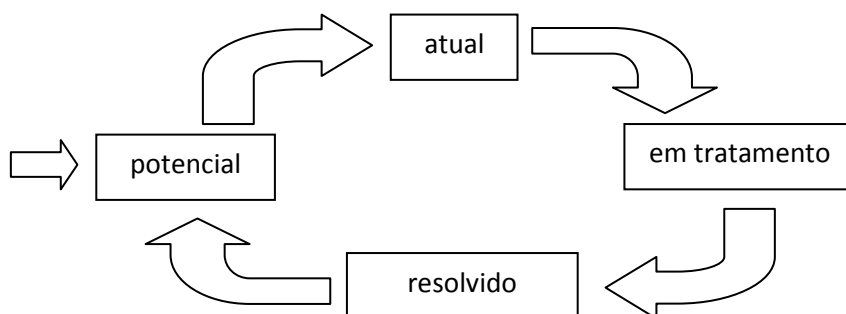 atual
potencial
em tratamento
resolvido